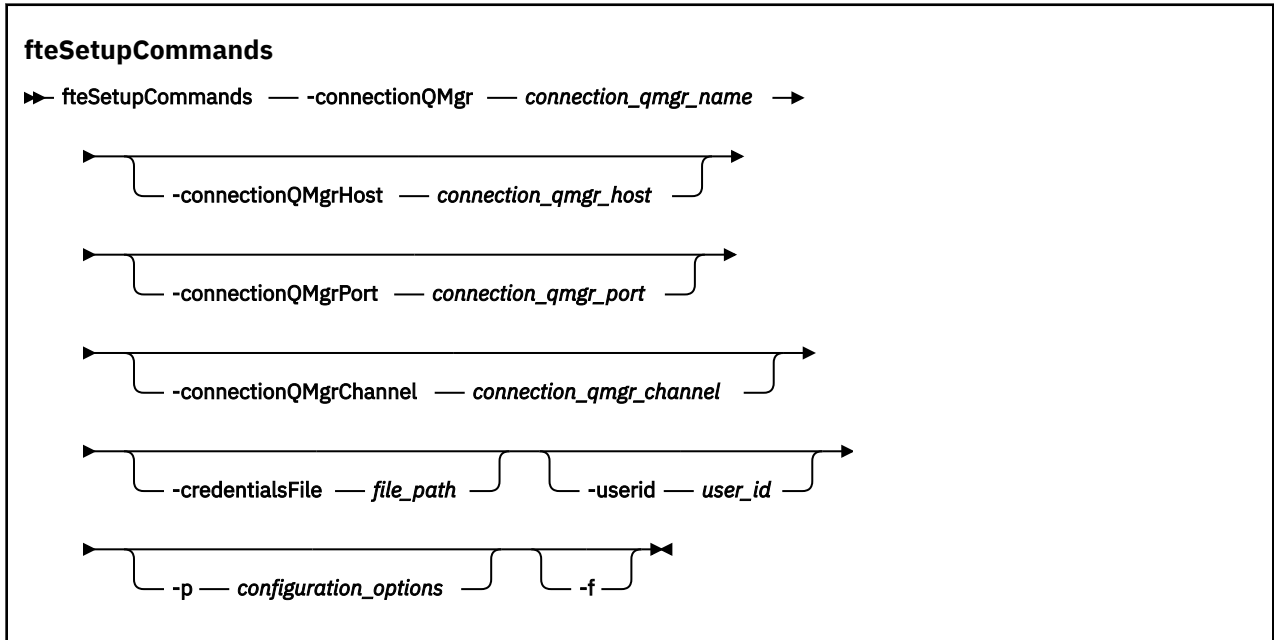 fteSetupCommands
fteSetupCommands -connectionQMgr connection_qmgr_name
-connectionQMgrHost connection_qmgr_host
-connectionQMgrPort connection_qmgr_port
-connectionQMgrChannel connection_qmgr_channel
-credentialsFile file_path -userid user_id
-p configuration_options -f